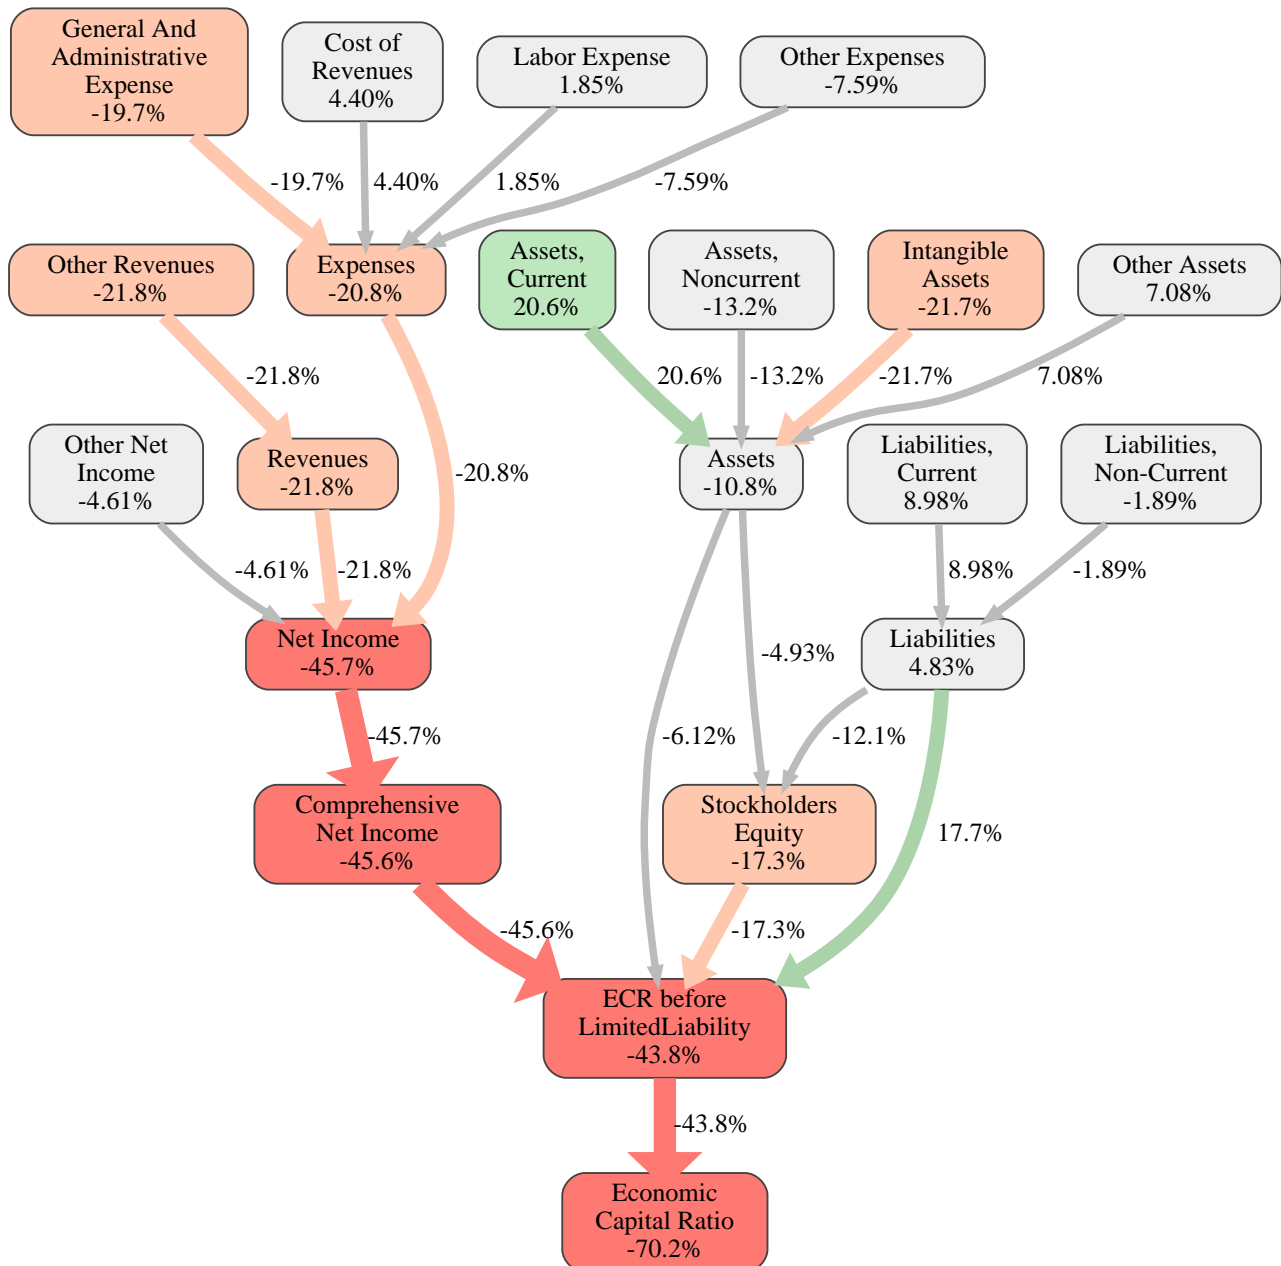 General And
Administrative
Expense
-19.7%
Cost of
Revenues
4.40%
Labor Expense
1.85%
Other Expenses
-7.59%
-19.7%
4.40%
1.85%
-7.59%
Other Revenues
-21.8%
Expenses
-20.8%
Assets,
Current
20.6%
Assets,
Noncurrent
-13.2%
Intangible
Assets
-21.7%
Other Assets
7.08%
-21.8%
20.6%
-13.2%
-21.7%
7.08%
Other Net
Income
-4.61%
Revenues
-21.8%
-20.8%
Assets
-10.8%
Liabilities,
Current
8.98%
Liabilities,
Non-Current
-1.89%
-4.61%
-21.8%
8.98%
-1.89%
Net Income
-45.7%
-4.93%
Liabilities
4.83%
-45.7%
-6.12%
-12.1%
Comprehensive
Net Income
-45.6%
Stockholders
Equity
-17.3%
17.7%
-45.6%
-17.3%
ECR before
LimitedLiability
-43.8%
-43.8%
Economic
Capital Ratio
-70.2%